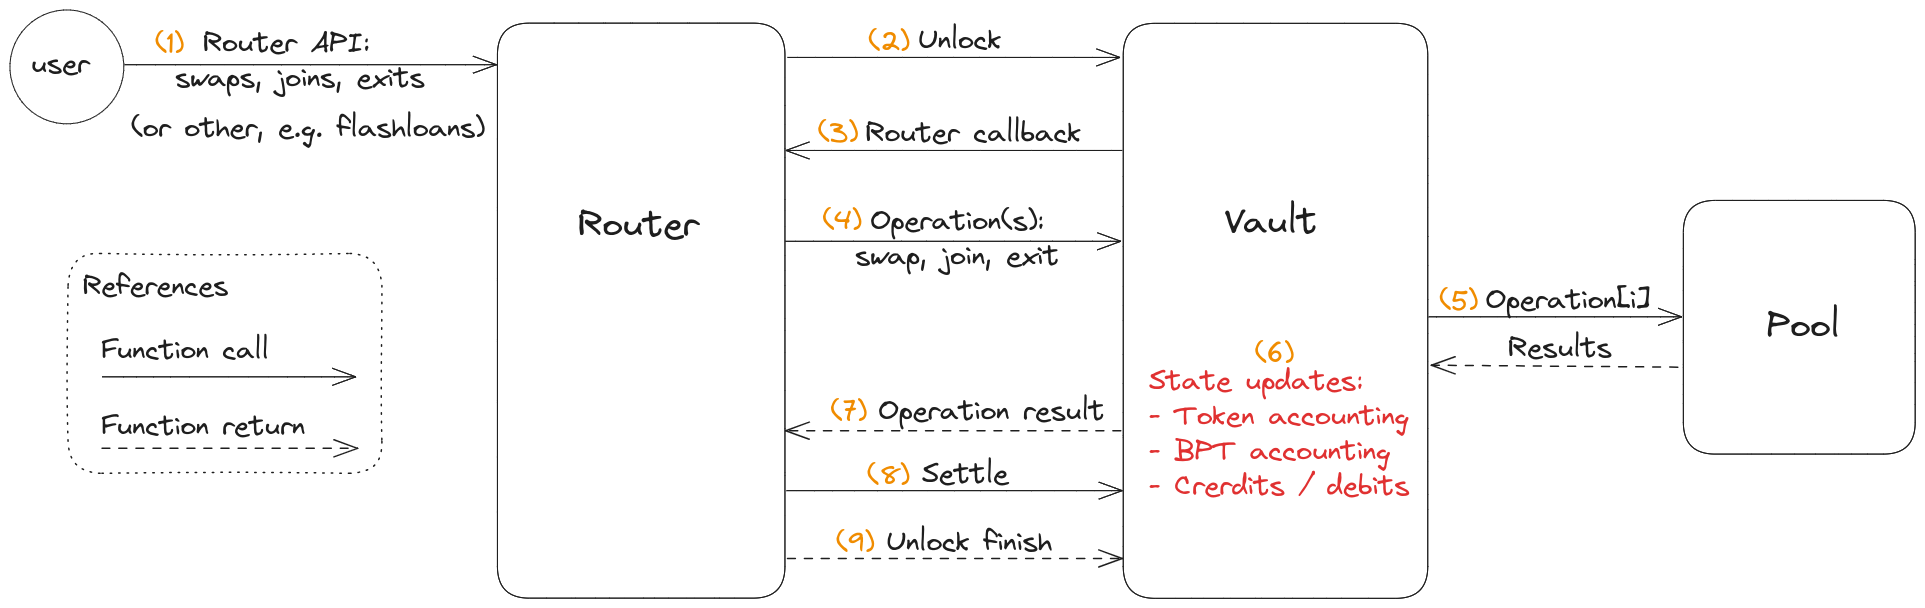 user
(1) Router API:
swaps, joins, exits
(or other, e.g. flashloans)
References
Function call
Function return
Router
(2) Unlock
(3) Router callback
(4) Operation(s):
swap, join, exit
(7) Operation result
(8) Settle
(9) Unlock finish
Vault
(6)
State updates:
- Token accounting
- BPT accounting
- Crerdits / debits
(5) Operation[i]
Results
Pool